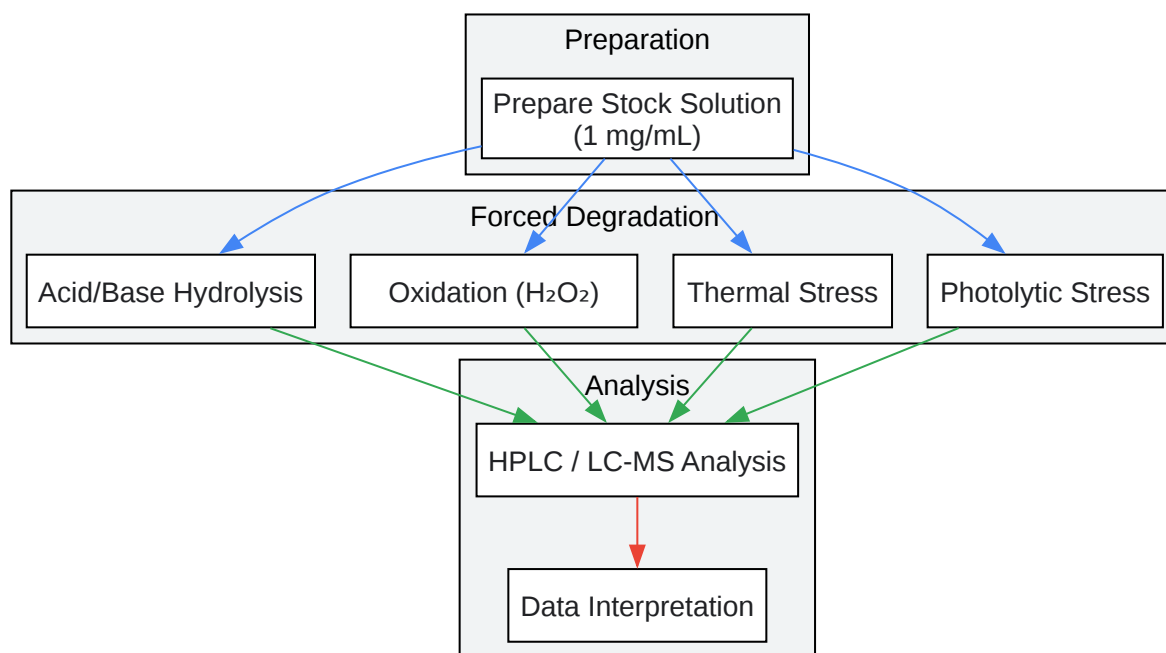 Preparation
Prepare Stock Solution
(1 mg/mL)
Forced Degradation
Acid/Base Hydrolysis
Oxidation (H₂O₂)
Thermal Stress
Photolytic Stress
Analysis
HPLC / LC-MS Analysis
Data Interpretation